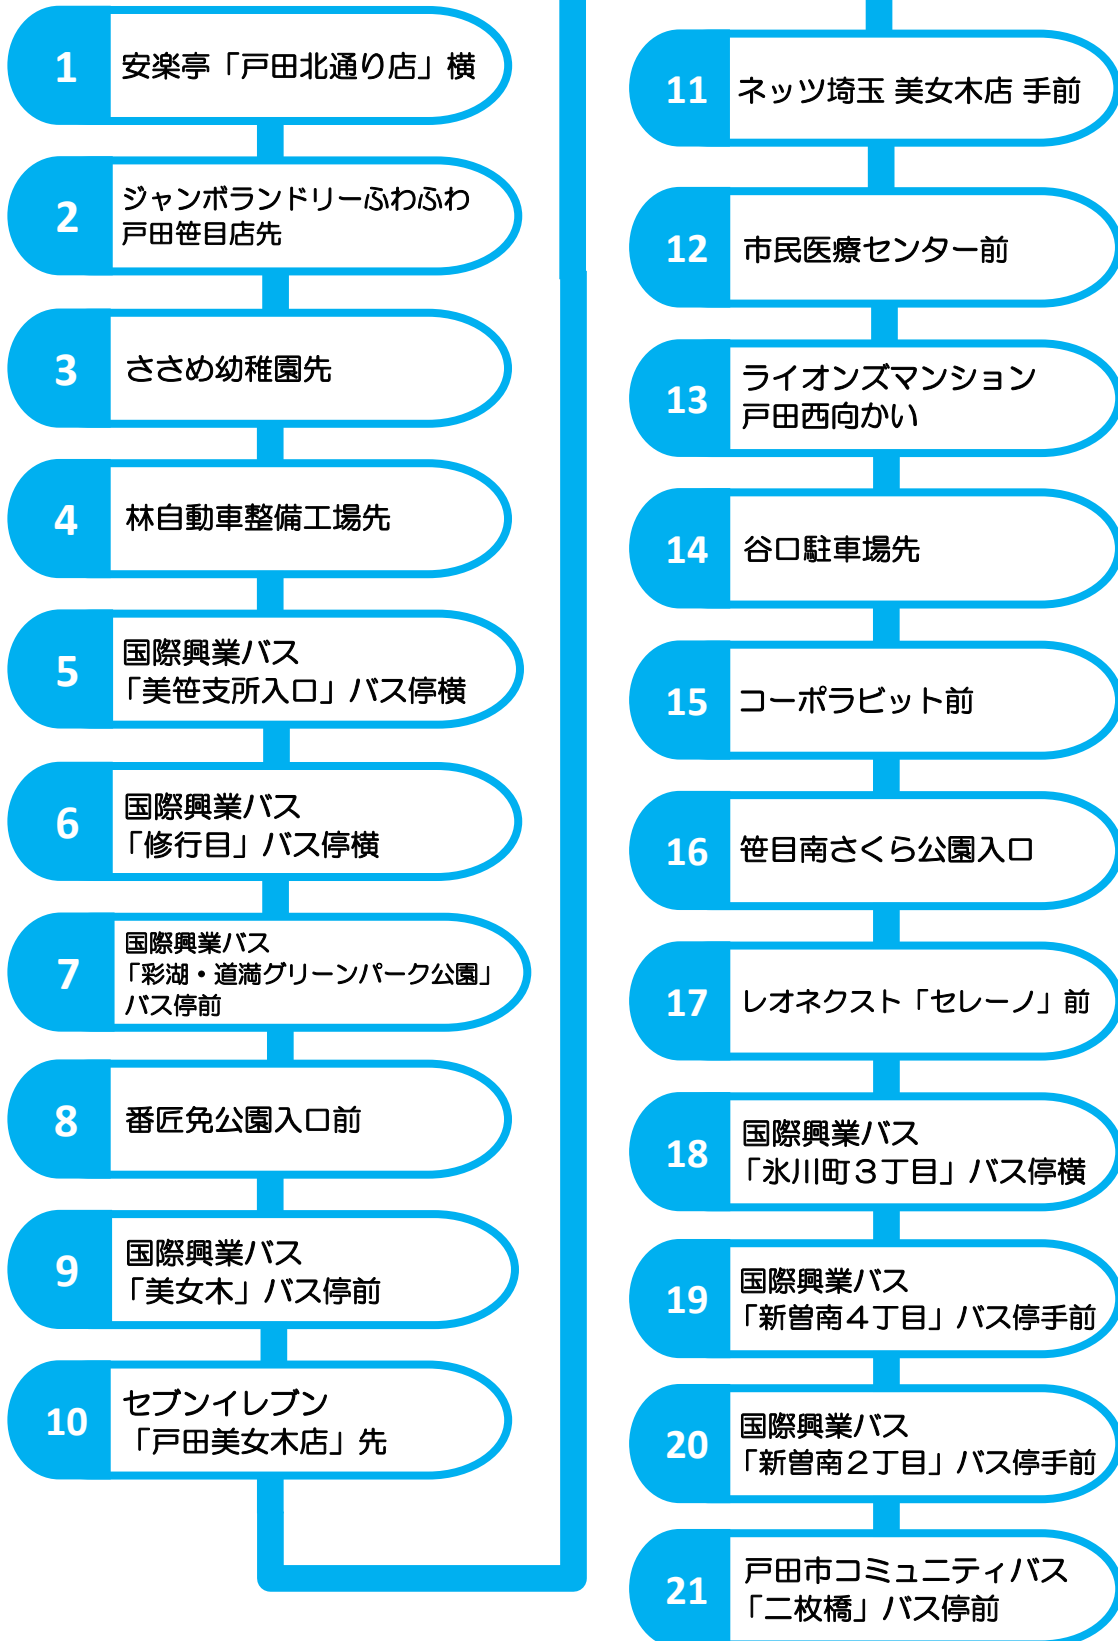 1
安楽亭「戸田北通り店」横
2
ジャンボランドリーふわふわ
戸田笹目店先
3
ささめ幼稚園先
4
林自動車整備工場先
5
国際興業バス
「美笹支所入口」バス停横
6
国際興業バス
「修行目」バス停横
7
国際興業バス
「彩湖・道満グリーンパーク公園」
バス停前
8
番匠免公園入口前
9
国際興業バス
「美女木」バス停前
10
セブンイレブン
「戸田美女木店」先
11
ネッツ埼玉 美女木店 手前
12
市民医療センター前
13
ライオンズマンション
戸田西向かい
14
谷口駐車場先
15
コーポラビット前
16
笹目南さくら公園入口
17
レオネクスト「セレーノ」前
18
国際興業バス
「氷川町３丁目」バス停横
19
国際興業バス
「新曽南４丁目」バス停手前
20
国際興業バス
「新曽南２丁目」バス停手前
21
戸田市コミュニティバス
「二枚橋」バス停前